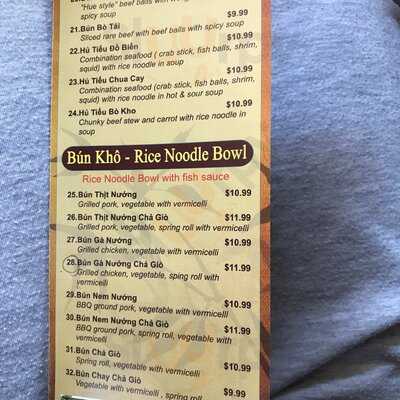 "Hue style" beef balls with
spicy soup
$9.99
21.Bún Bò Tái
Sliced rare beef with beef balls with spicy soup
$10.99
22.Hú Tiếu Đồ Biển
Combination seafood ( crab stick, fish balls, shrim,
squid) with rice noodle in soup
$10.99
23.Hú Tiếu Chua Cay
Combination seafood (crab stick, fish balls, shrim,
squid) with rice noodle in hot & sour soup
$10.99
24.Hú Tiếu Bò Kho
Chunky beef stew and carrot with rice noodle in
soup
Bún Khô - Rice Noodle Bowl
Rice Noodle Bowl with fish sauce
25.Bún Thịt Nướng $10.99
Grilled pork, vegetable with vermicelli
26.Bún Thịt Nướng Chả Giò $11.99
Grilled pork, vegetable, spring roll with vermicelli
27.Bún Gà Nướng $10.99
Grilled chicken, vegetable with vermicelli
28.Bún Gà Nướng Chả Giò $11.99
Grilled chicken, vegetable, sping roll with
vermicelli
29.Bún Nem Nướng $10.99
BBQ ground pork, vegetable with vermicelli
30.Bún Nem Nướng Chả Giò $11.99
BBQ ground pork, spring roll, vegetable with
vermicelli
31.Bún Chả Giò $10.99
Spring roll, vegetable with vermicelli
32.Bún Chay Chả Giò $9.99
Vegetable with vermicelli , spring roll